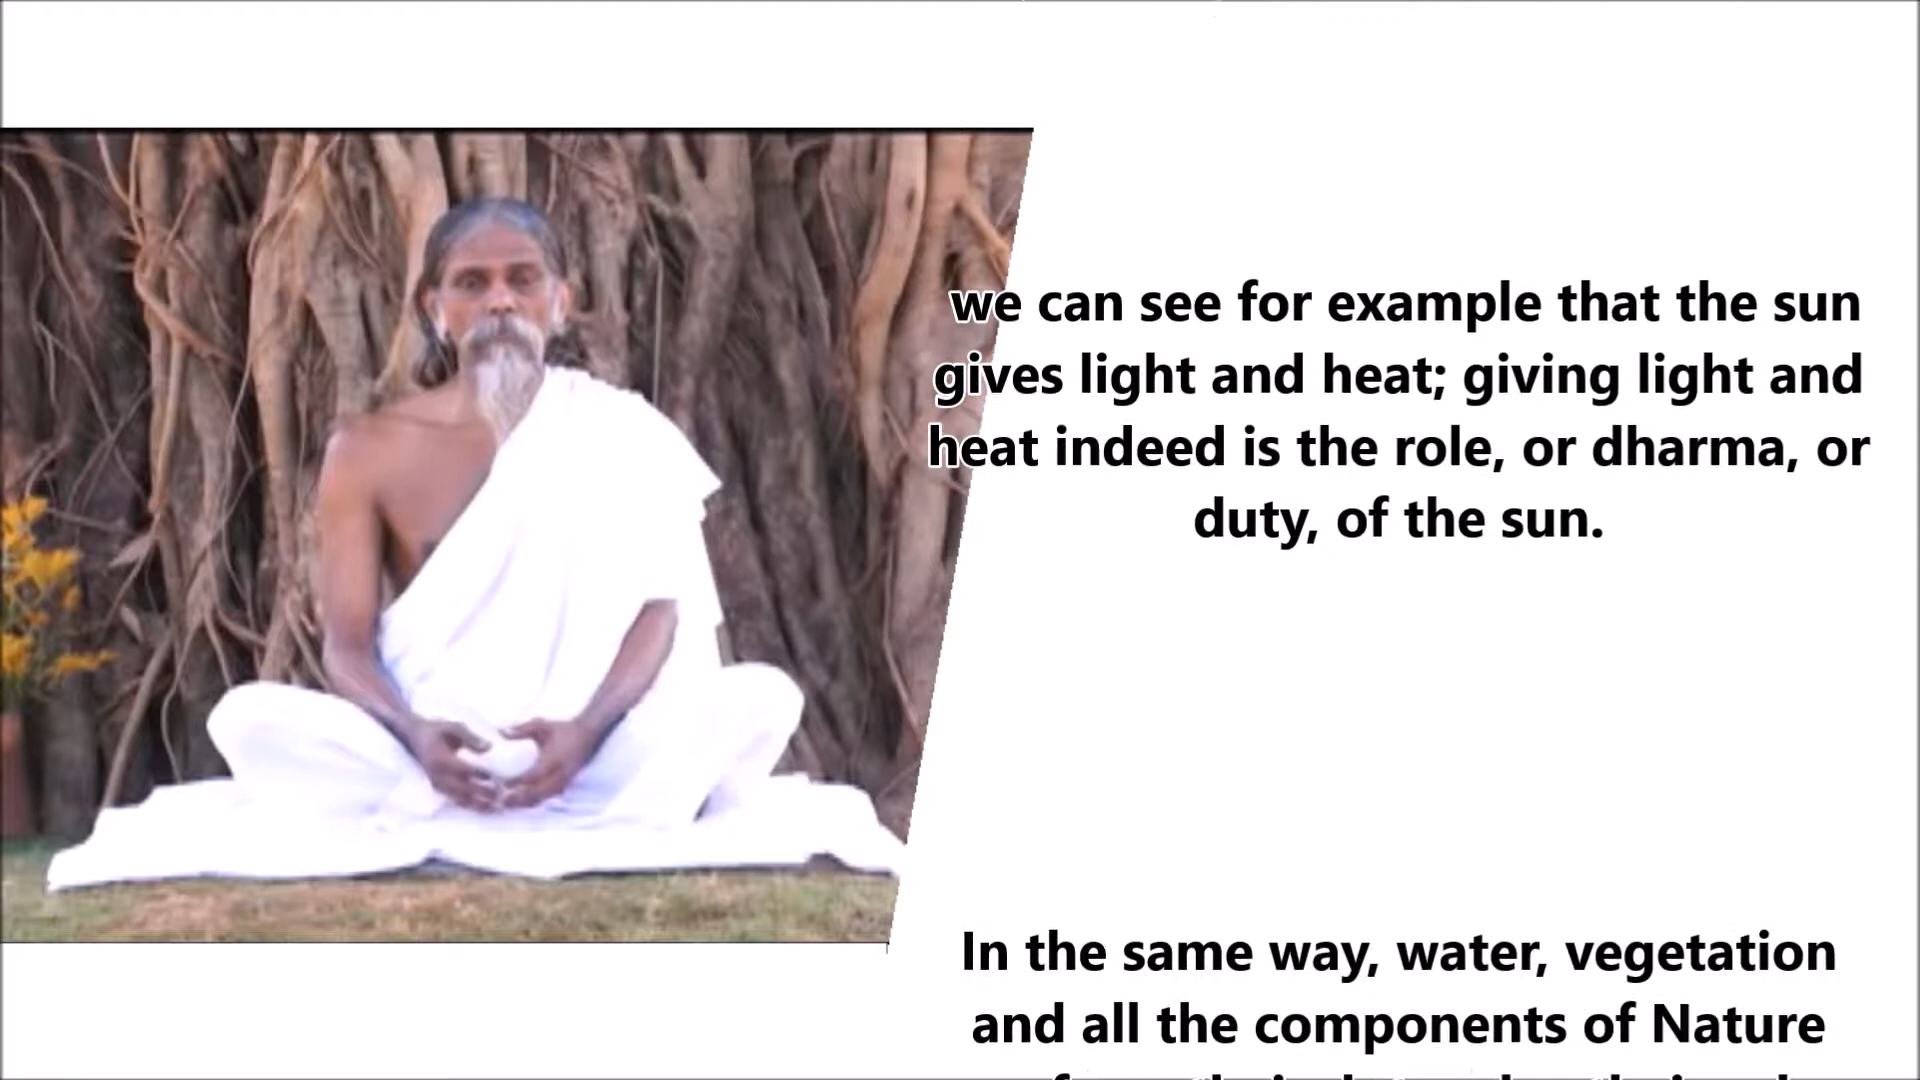 we can see for example that the sun
gives light and heat; giving light and
heat indeed is the role, or dharma, or
duty, of the sun.
In the same way, water, vegetation
and all the components of Nature